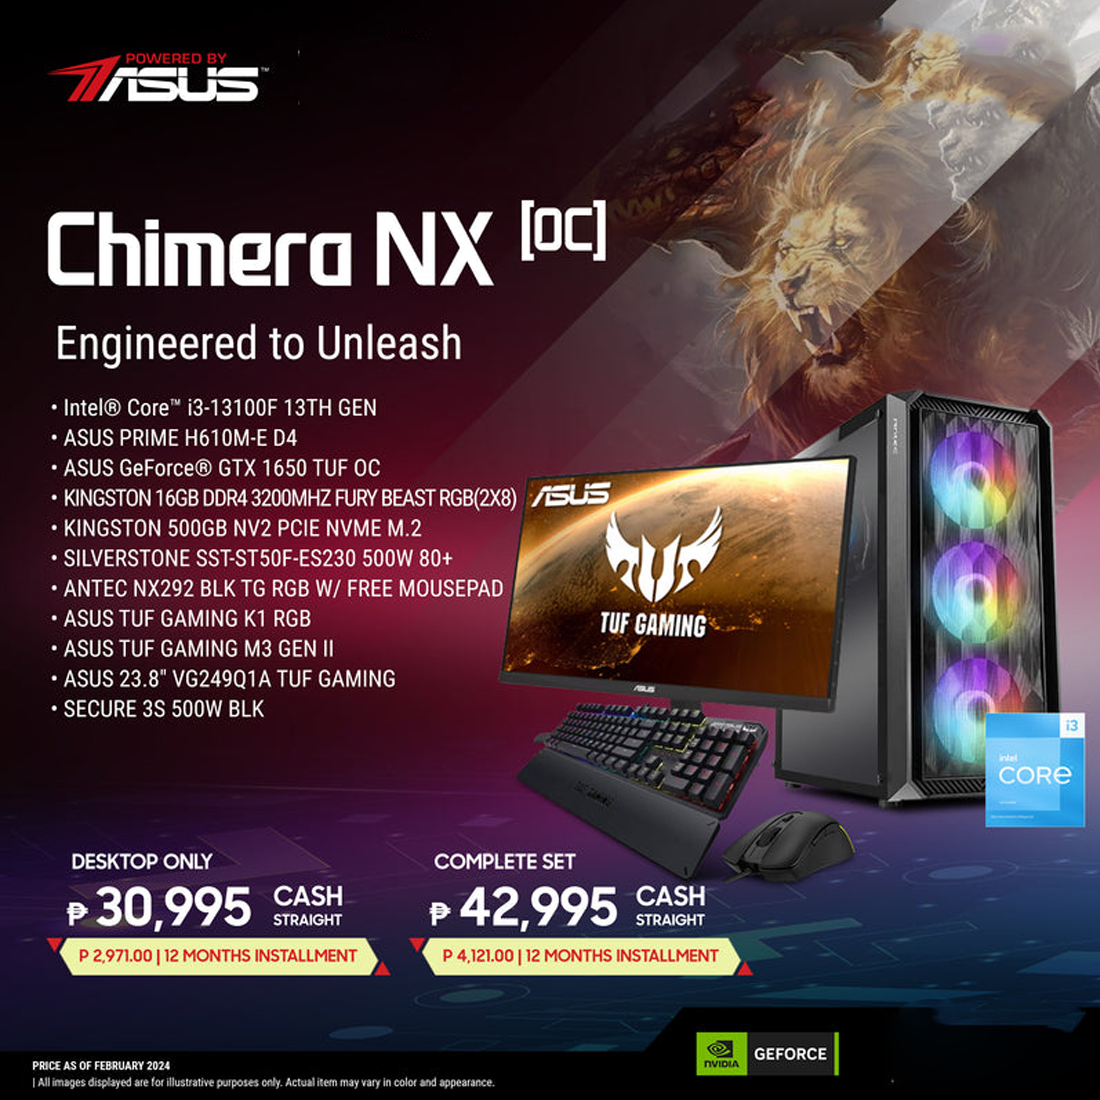 POWERED BY
ASUS™
Chimera NX [OC]
Engineered to Unleash
• Intel® Core™ i3-13100F 13TH GEN
• ASUS PRIME H610M-E D4
• ASUS GeForce® GTX 1650 TUF OC
• KINGSTON 16GB DDR4 3200MHZ FURY BEAST RGB(2X8)
• KINGSTON 500GB NV2 PCIE NVME M.2
• SILVERSTONE SST-ST50F-ES230 500W 80+
• ANTEC NX292 BLK TG RGB W/ FREE MOUSEPAD
• ASUS TUF GAMING K1 RGB
• ASUS TUF GAMING M3 GEN II
• ASUS 23.8" VG249Q1A TUF GAMING
• SECURE 3S 500W BLK
ASUS
TUF
TUF GAMING
ASUS
TUF GAMING
i3
intel
CORE
DESKTOP ONLY
₱ 30,995 CASH STRAIGHT
P 2,971.00 | 12 MONTHS INSTALLMENT
COMPLETE SET
₱ 42,995 CASH STRAIGHT
P 4,121.00 | 12 MONTHS INSTALLMENT
NVIDIA
GEFORCE
PRICE AS OF FEBRUARY 2024
| All images displayed are for illustrative purposes only. Actual item may vary in color and appearance.